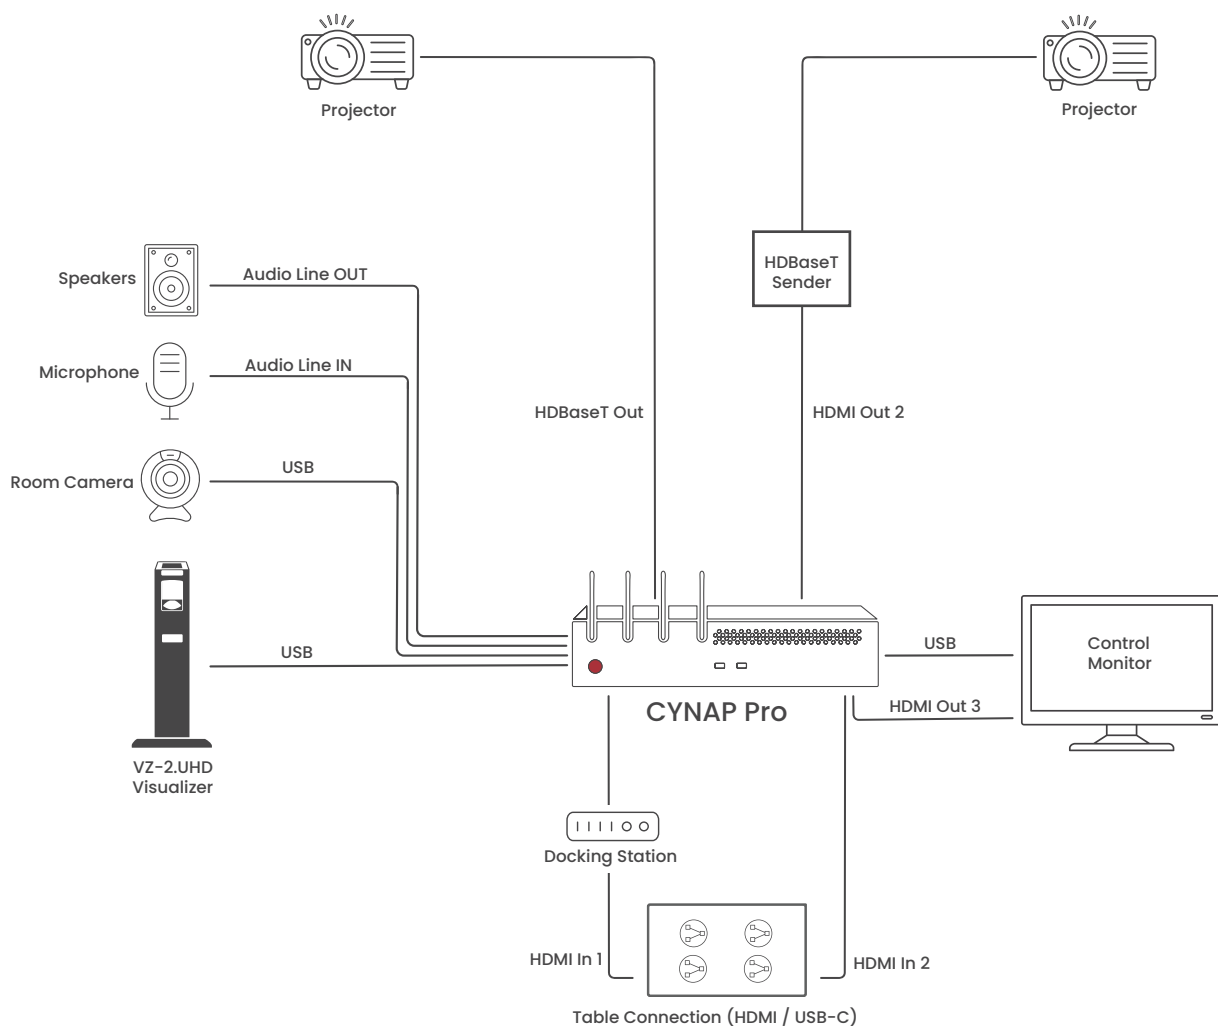 Projector
Projector
HDBaseT
Sender
Speakers
Audio Line OUT
Microphone
Audio Line IN
HDBaseT Out
HDMI Out 2
Room Camera
USB
USB
USB
Control
Monitor
CYNAP Pro
HDMI Out 3
VZ-2.UHD
Visualizer
Docking Station
HDMI In 1
HDMI In 2
Table Connection (HDMI / USB-C)